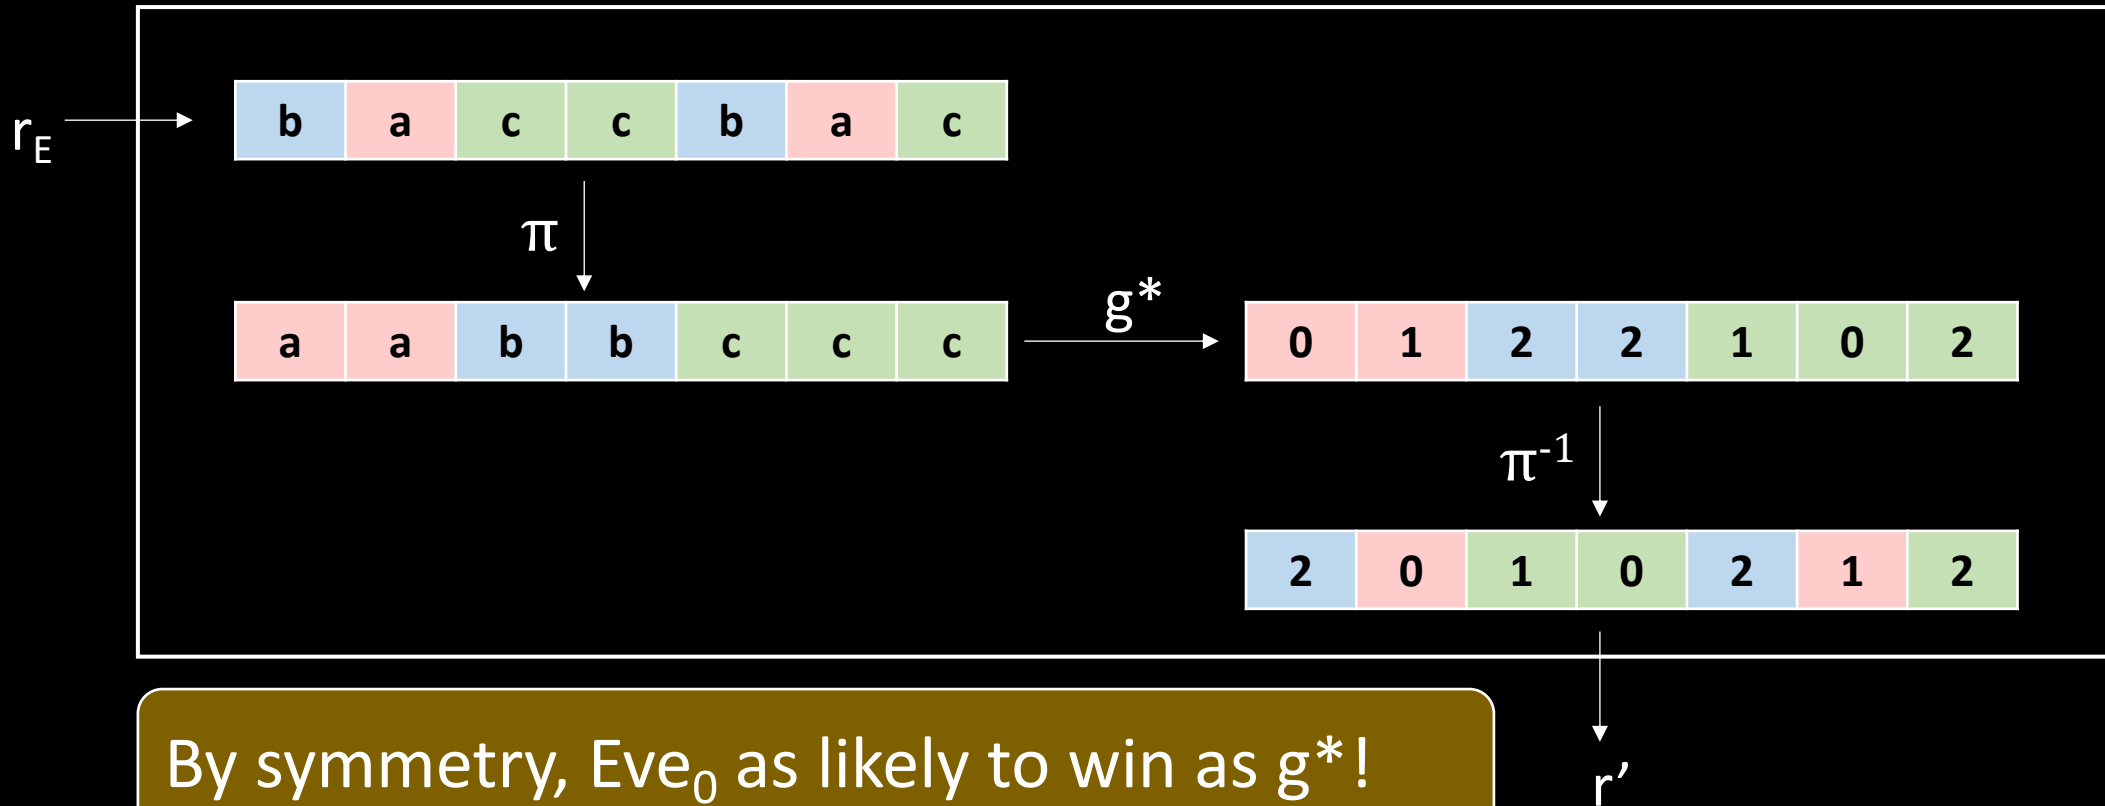 b a c c b a c
r_E
π
a a b b c c c
g*
0 1 2 2 1 0 2
π⁻¹
2 0 1 0 2 1 2
By symmetry, Eve₀ as likely to win as g*!
r′